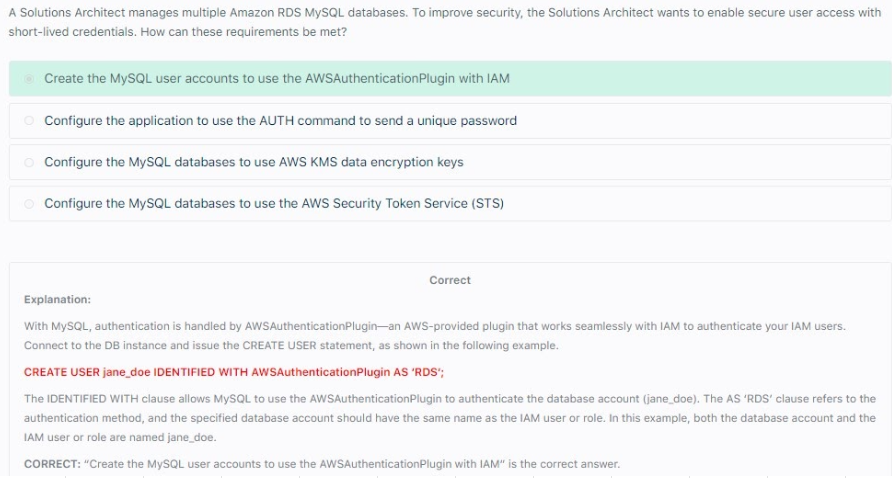 A Solutions Architect manages multiple Amazon RDS MySQL databases. To improve security, the Solutions Architect wants to enable secure user access with
short-lived credentials. How can these requirements be met?
Create the MySQL user accounts to use the AWSAuthenticationPlugin with IAM
Configure the application to use the AUTH command to send a unique password
Configure the MySQL databases to use AWS KMS data encryption keys
Configure the MySQL databases to use the AWS Security Token Service (STS)
Correct
Explanation:
With MySQL, authentication is handled by AWSAuthenticationPlugin—an AWS-provided plugin that works seamlessly with IAM to authenticate your IAM users.
Connect to the DB instance and issue the CREATE USER statement, as shown in the following example.
CREATE USER jane_doe IDENTIFIED WITH AWSAuthenticationPlugin AS 'RDS';
The IDENTIFIED WITH clause allows MySQL to use the AWSAuthenticationPlugin to authenticate the database account (jane_doe). The AS 'RDS' clause refers to the
authentication method, and the specified database account should have the same name as the IAM user or role. In this example, both the database account and the
IAM user or role are named jane_doe.
CORRECT: "Create the MySQL user accounts to use the AWSAuthenticationPlugin with IAM" is the correct answer.